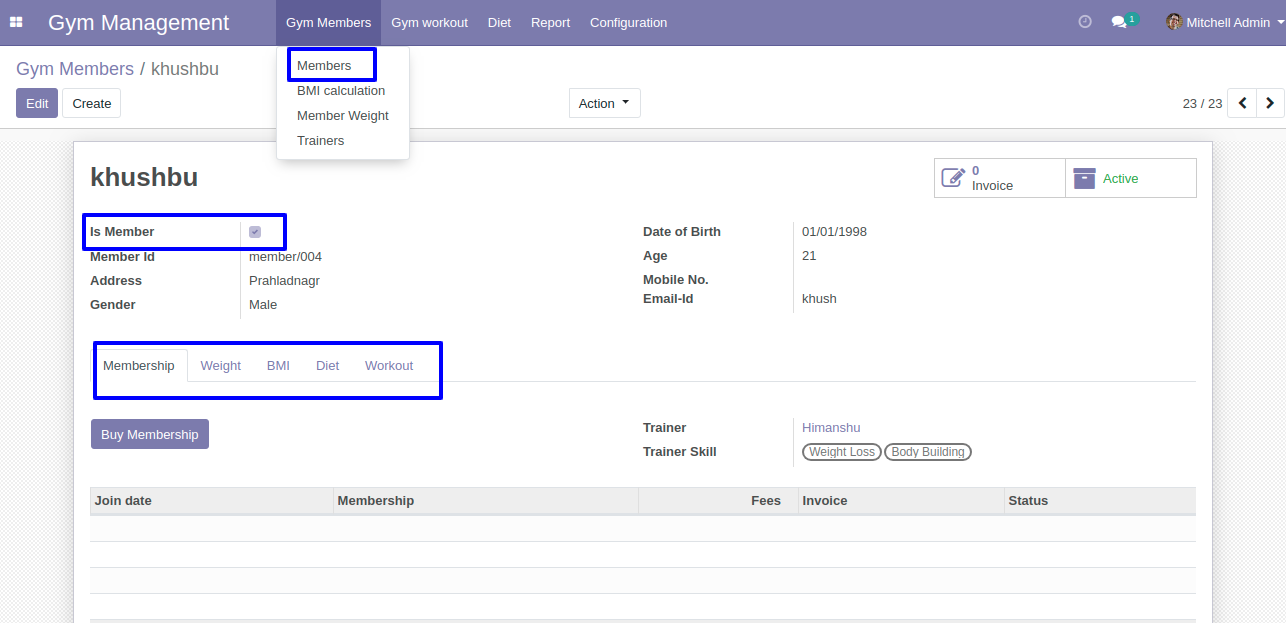 Gym Management Gym Members Gym workout Diet Report Configuration 1 Mitchell Admin
Gym Members / khushbu
Members
BMI calculation
Member Weight
Trainers
Edit Create Action 23 / 23
khushbu
0
Invoice
Active
Is Member
Member Id member/004
Address Prahladnagr
Gender Male
Date of Birth 01/01/1998
Age 21
Mobile No.
Email-Id khush
Membership Weight BMI Diet Workout
Buy Membership
Trainer Himanshu
Trainer Skill Weight Loss Body Building
Join date Membership Fees Invoice Status